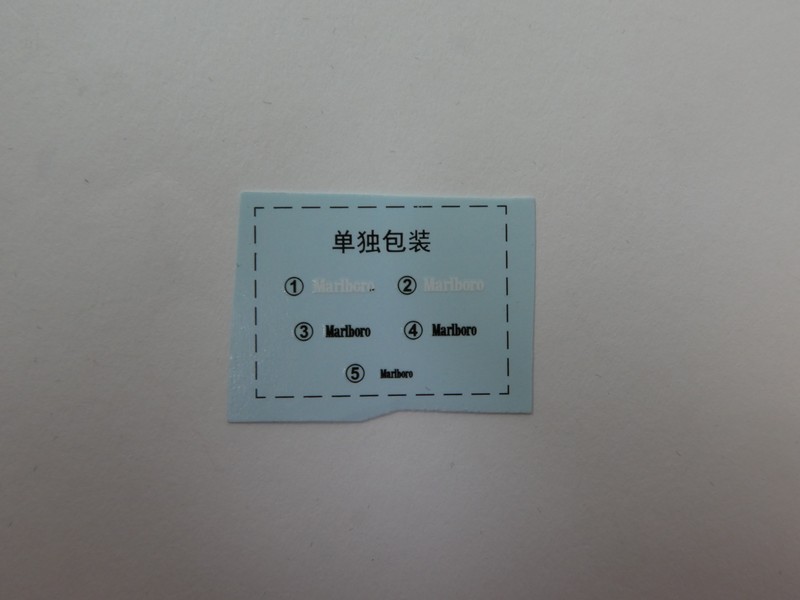 单独包装
① Marlboro ② Marlboro
③ Marlboro ④ Marlboro
⑤ Marlboro